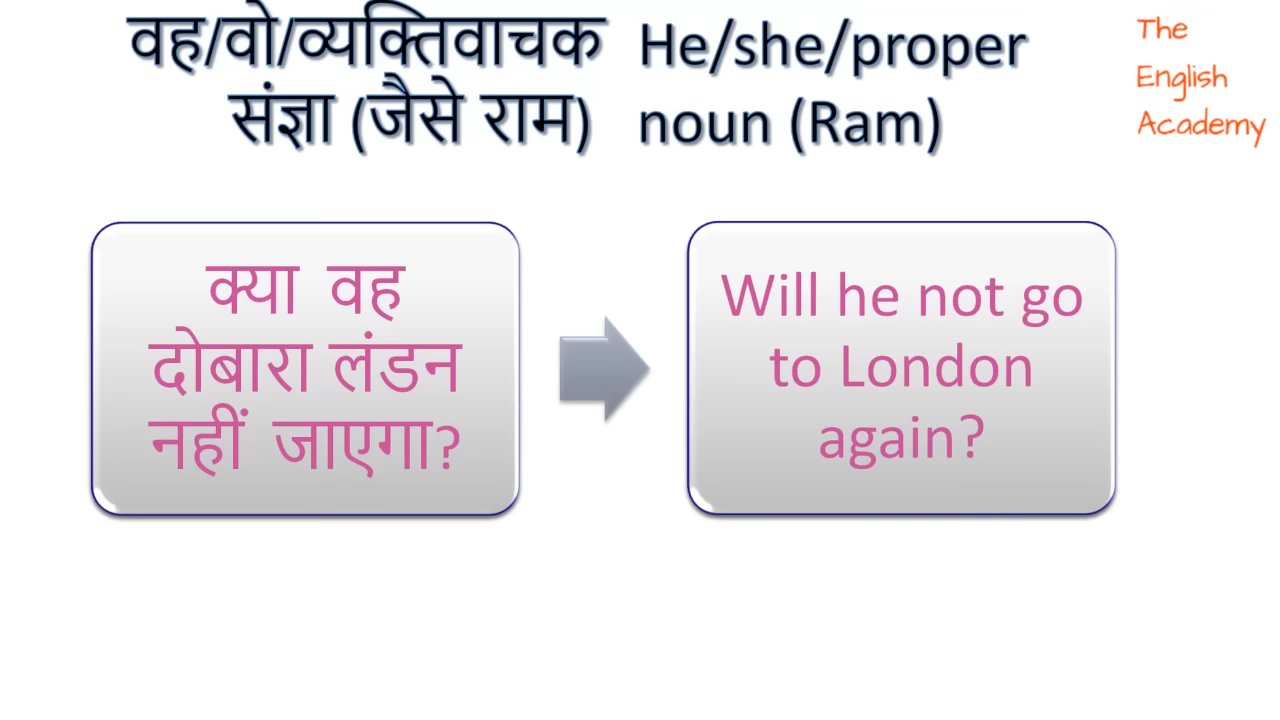 वह/वो/व्यक्तिवाचक He/she/proper
संज्ञा (जैसे राम) noun (Ram)
The
English
Academy
क्या वह
दोबारा लंडन
नहीं जाएगा?
Will he not go
to London
again?